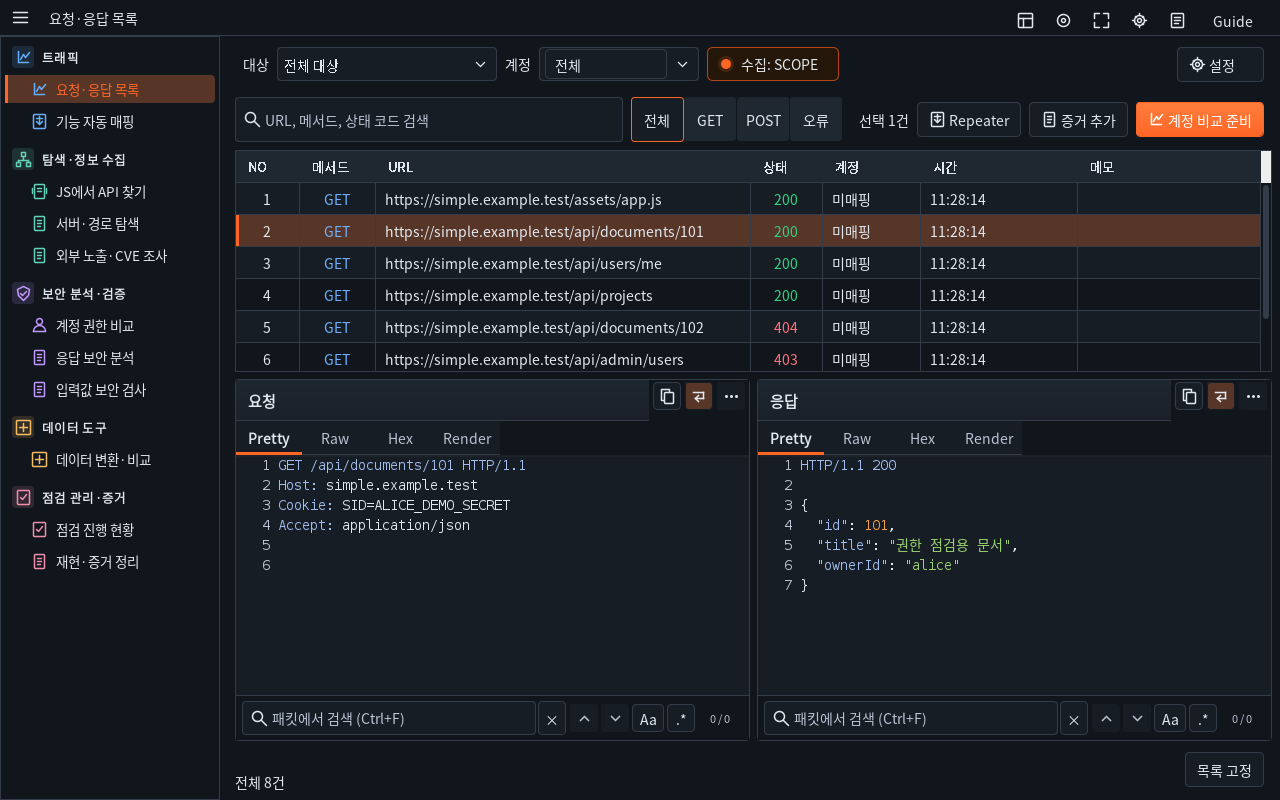 요청·응답 목록
Guide
트래픽
요청·응답 목록
기능 자동 매핑
탐색·정보 수집
JS에서 API 찾기
서버·경로 탐색
외부 노출·CVE 조사
보안 분석·검증
계정 권한 비교
응답 보안 분석
입력값 보안 검사
데이터 도구
데이터 변환·비교
점검 관리·증거
점검 진행 현황
재현·증거 정리
대상 전체 대상 계정 전체 수집: SCOPE 설정
URL, 메서드, 상태 코드 검색 전체 GET POST 오류 선택 1건 Repeater 증거 추가 계정 비교 준비
NO 메서드 URL 상태 계정 시간 메모
1 GET https://simple.example.test/assets/app.js 200 미매핑 11:28:14
2 GET https://simple.example.test/api/documents/101 200 미매핑 11:28:14
3 GET https://simple.example.test/api/users/me 200 미매핑 11:28:14
4 GET https://simple.example.test/api/projects 200 미매핑 11:28:14
5 GET https://simple.example.test/api/documents/102 404 미매핑 11:28:14
6 GET https://simple.example.test/api/admin/users 403 미매핑 11:28:14
요청
Pretty Raw Hex Render
1 GET /api/documents/101 HTTP/1.1
2 Host: simple.example.test
3 Cookie: SID=ALICE_DEMO_SECRET
4 Accept: application/json
5
6
패킷에서 검색 (Ctrl+F) Aa .* 0/0
응답
Pretty Raw Hex Render
1 HTTP/1.1 200
2
3 {
4 "id": 101,
5 "title": "권한 점검용 문서",
6 "ownerId": "alice"
7 }
패킷에서 검색 (Ctrl+F) Aa .* 0/0
전체 8건
목록 고정